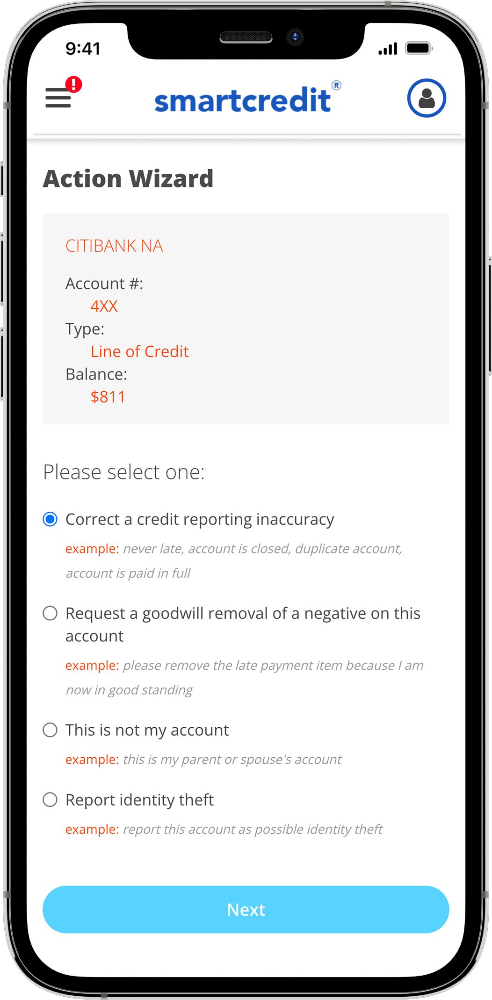 9:41
!
smartcredit®
Action Wizard
CITIBANK NA
Account #:
4XX
Type:
Line of Credit
Balance:
$811
Please select one:
Correct a credit reporting inaccuracy
example: never late, account is closed, duplicate account,
account is paid in full
Request a goodwill removal of a negative on this
account
example: please remove the late payment item because I am
now in good standing
This is not my account
example: this is my parent or spouse's account
Report identity theft
example: report this account as possible identity theft
Next